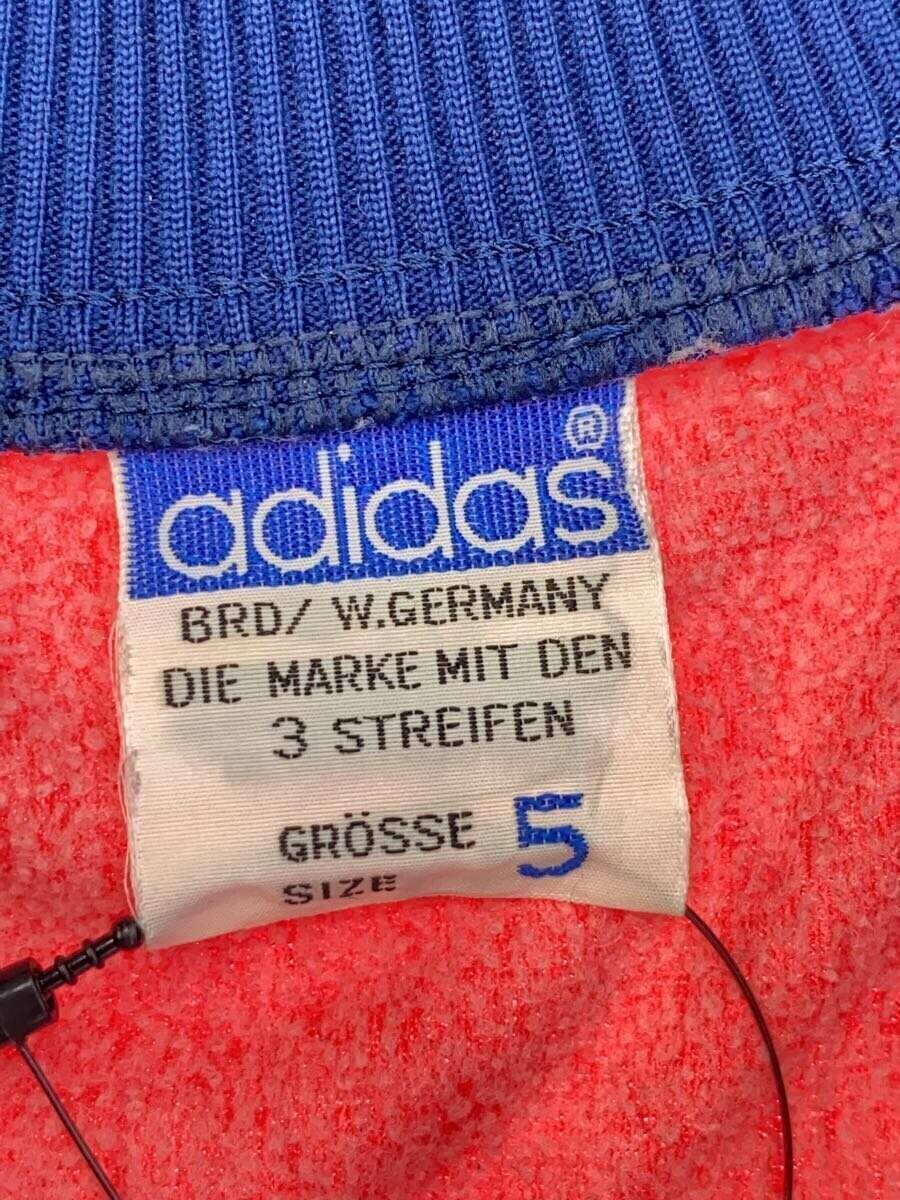 adidas®
BRD/ W.GERMANY
DIE MARKE MIT DEN
3 STREIFEN
GRÖSSE 5
SIZE